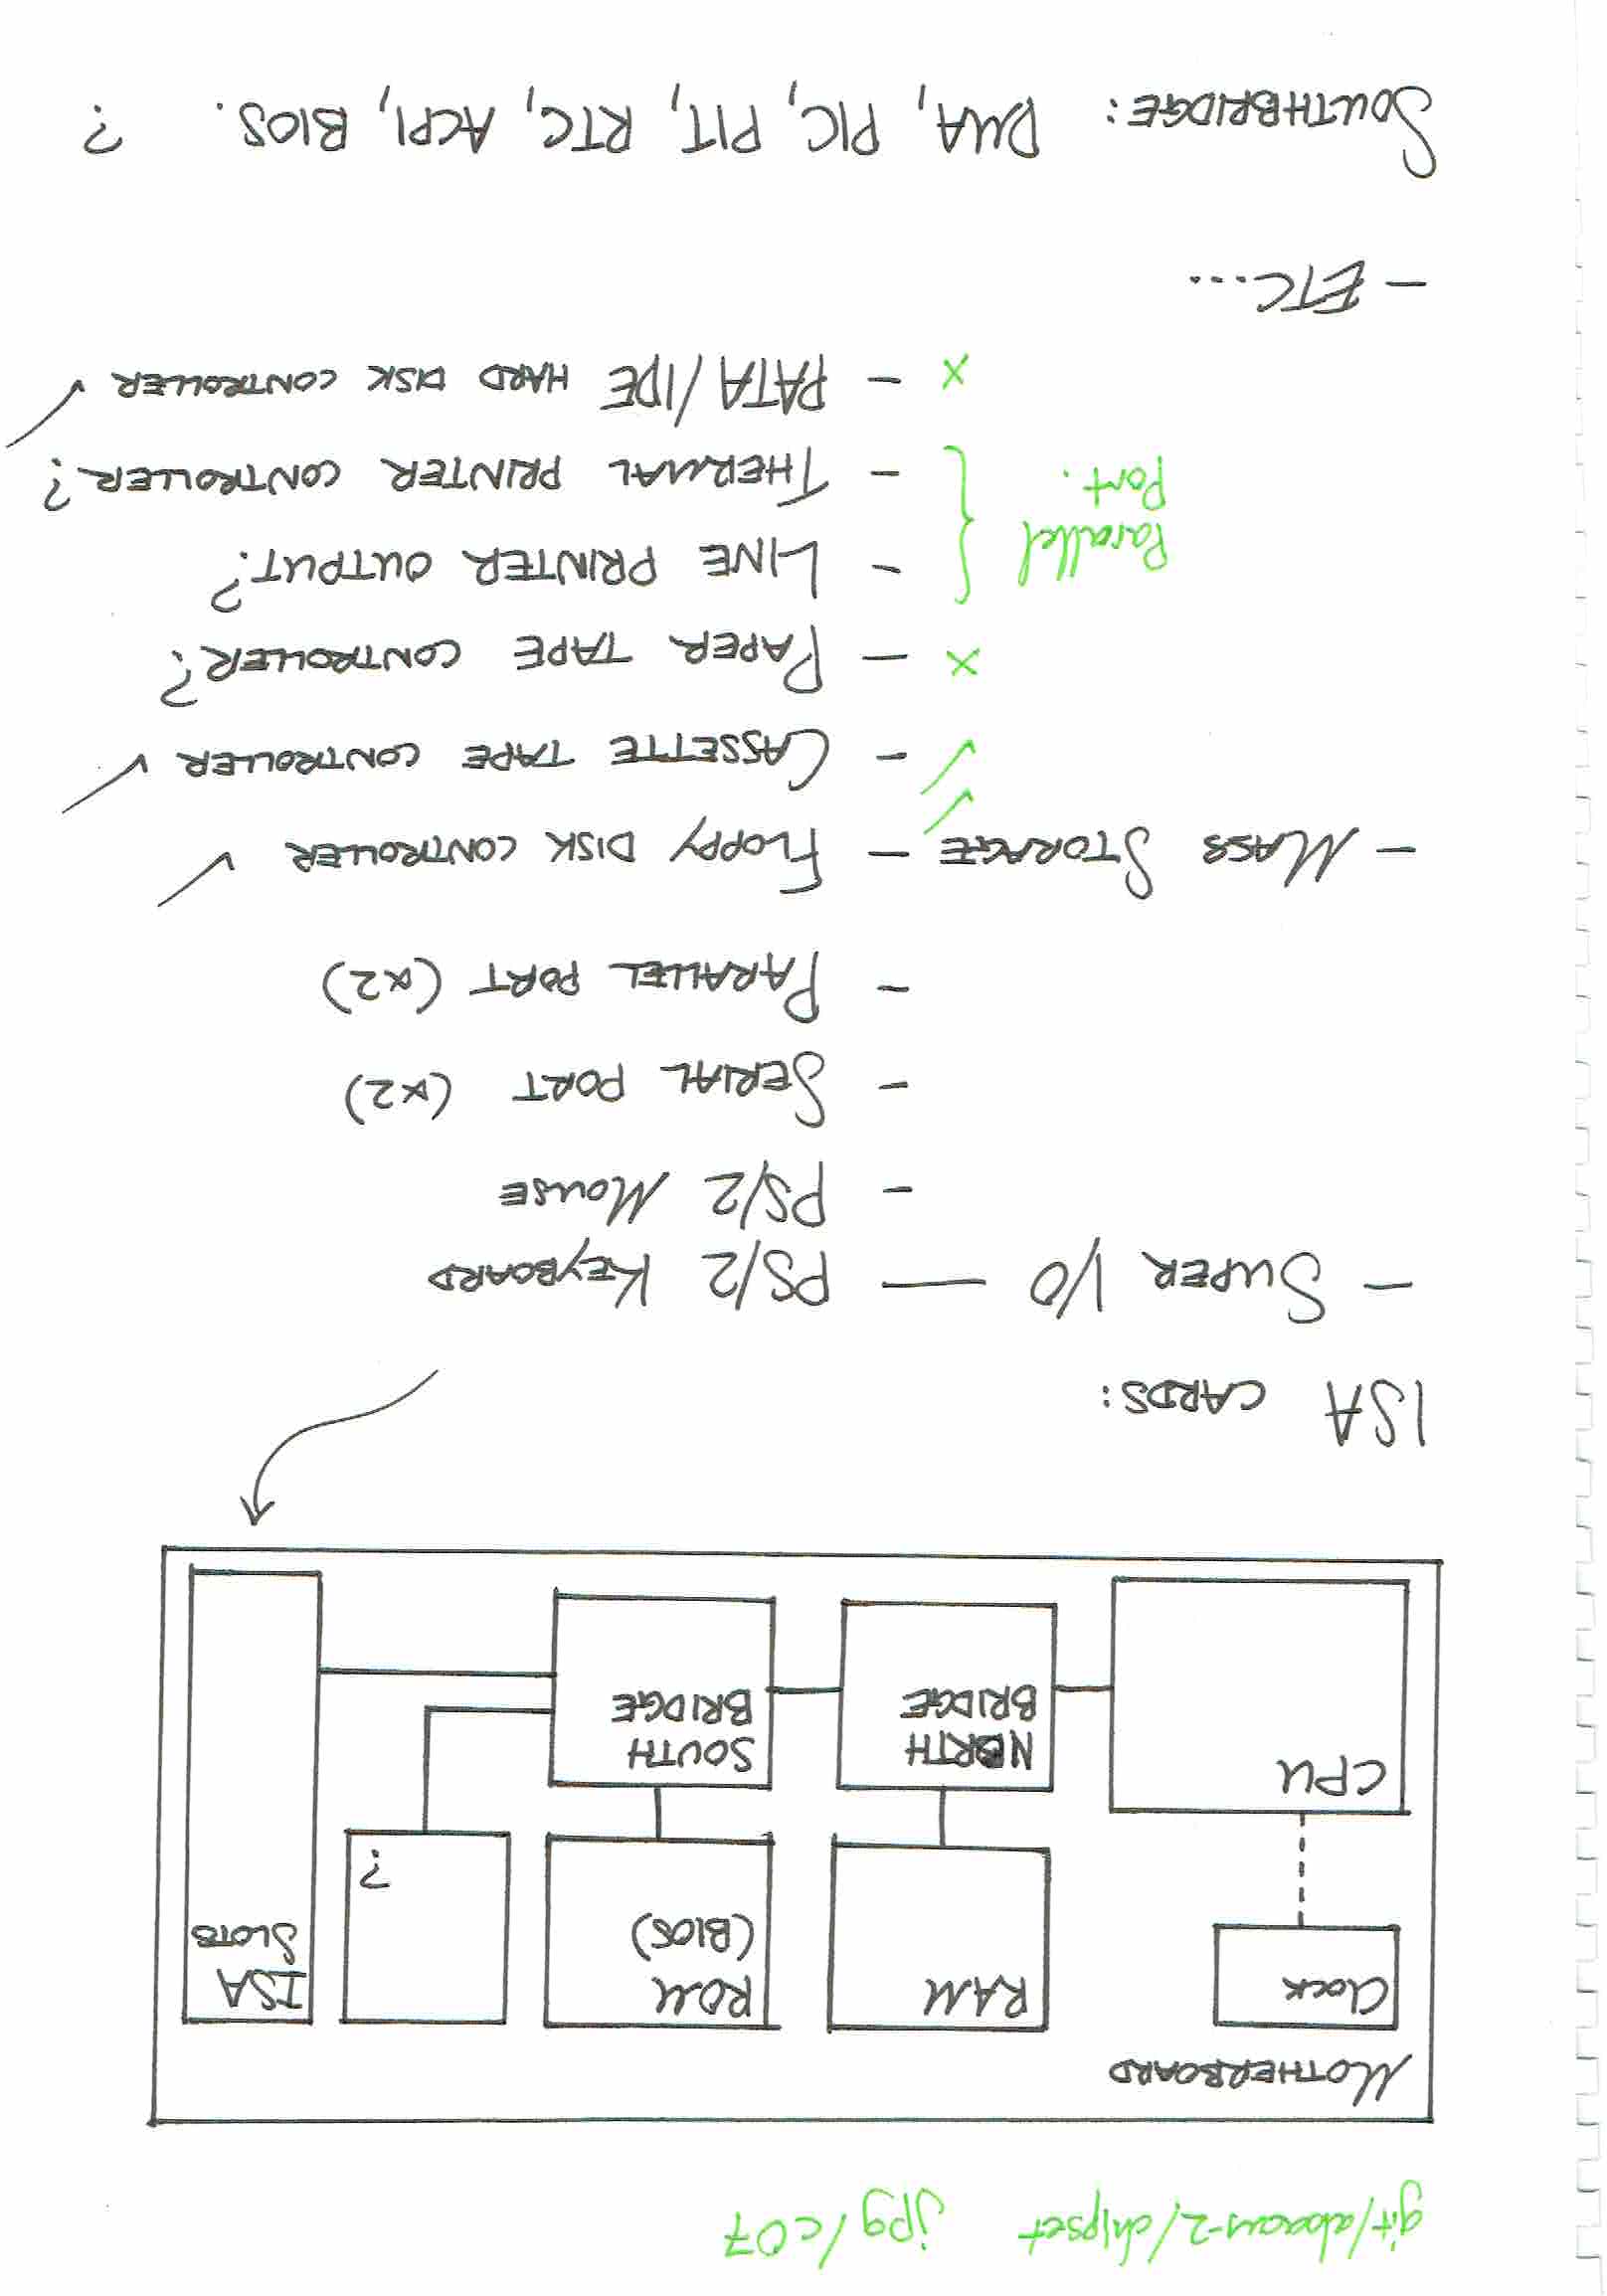 git/abacus-2/chipset jpg/c07
MOTHERBOARD
Clock
RAM
ROM
(BIOS)
?
ISA
SLOTS
CPU
NORTH
BRIDGE
SOUTH
BRIDGE
ISA CARDS:
- SUPER I/O — PS/2 KEYBOARD
- PS/2 MOUSE
- SERIAL PORT (x2)
- PARALLEL PORT (x2)
- MASS STORAGE - FLOPPY DISK CONTROLLER ✓
✓
✓ - CASSETTE TAPE CONTROLLER ✓
x - PAPER TAPE CONTROLLER?
- LINE PRINTER OUTPUT?
Parallel
Port.
- THERMAL PRINTER CONTROLLER?
x - PATA/IDE HARD DISK CONTROLLER ✓
- ETC...
SOUTHBRIDGE: DMA, PIC, PIT, RTC, ACPI, BIOS. ?